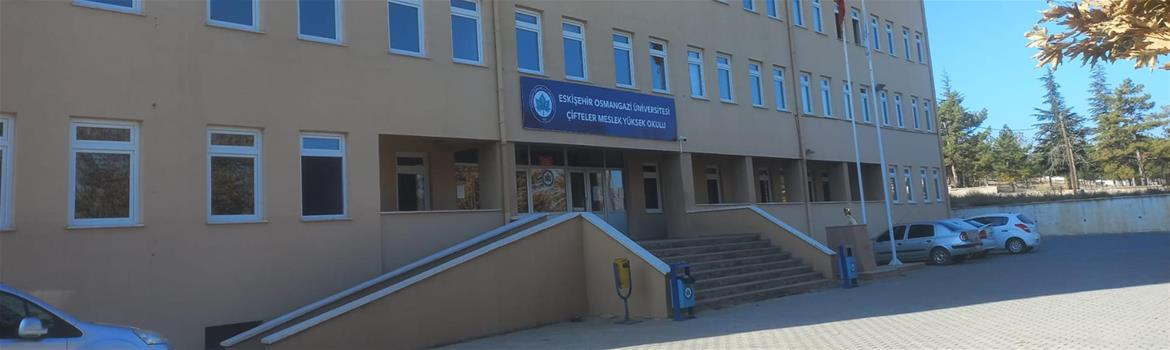 ESKİŞEHİR OSMANGAZİ ÜNİVERSİTESİ
ÇİFTELER MESLEK YÜKSEK OKULU